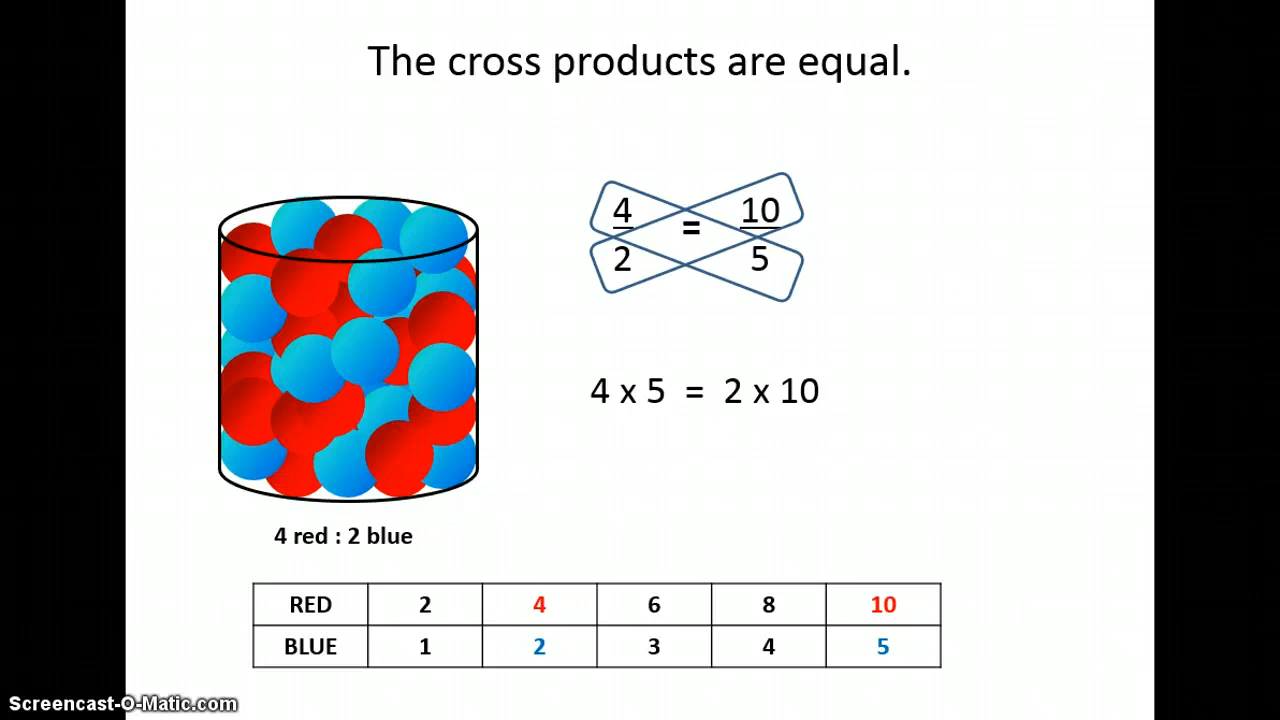 The cross products are equal.
4 = 10
2 5
4 x 5 = 2 x 10
4 red : 2 blue
RED 2 4 6 8 10
BLUE 1 2 3 4 5
Screencast-O-Matic.com